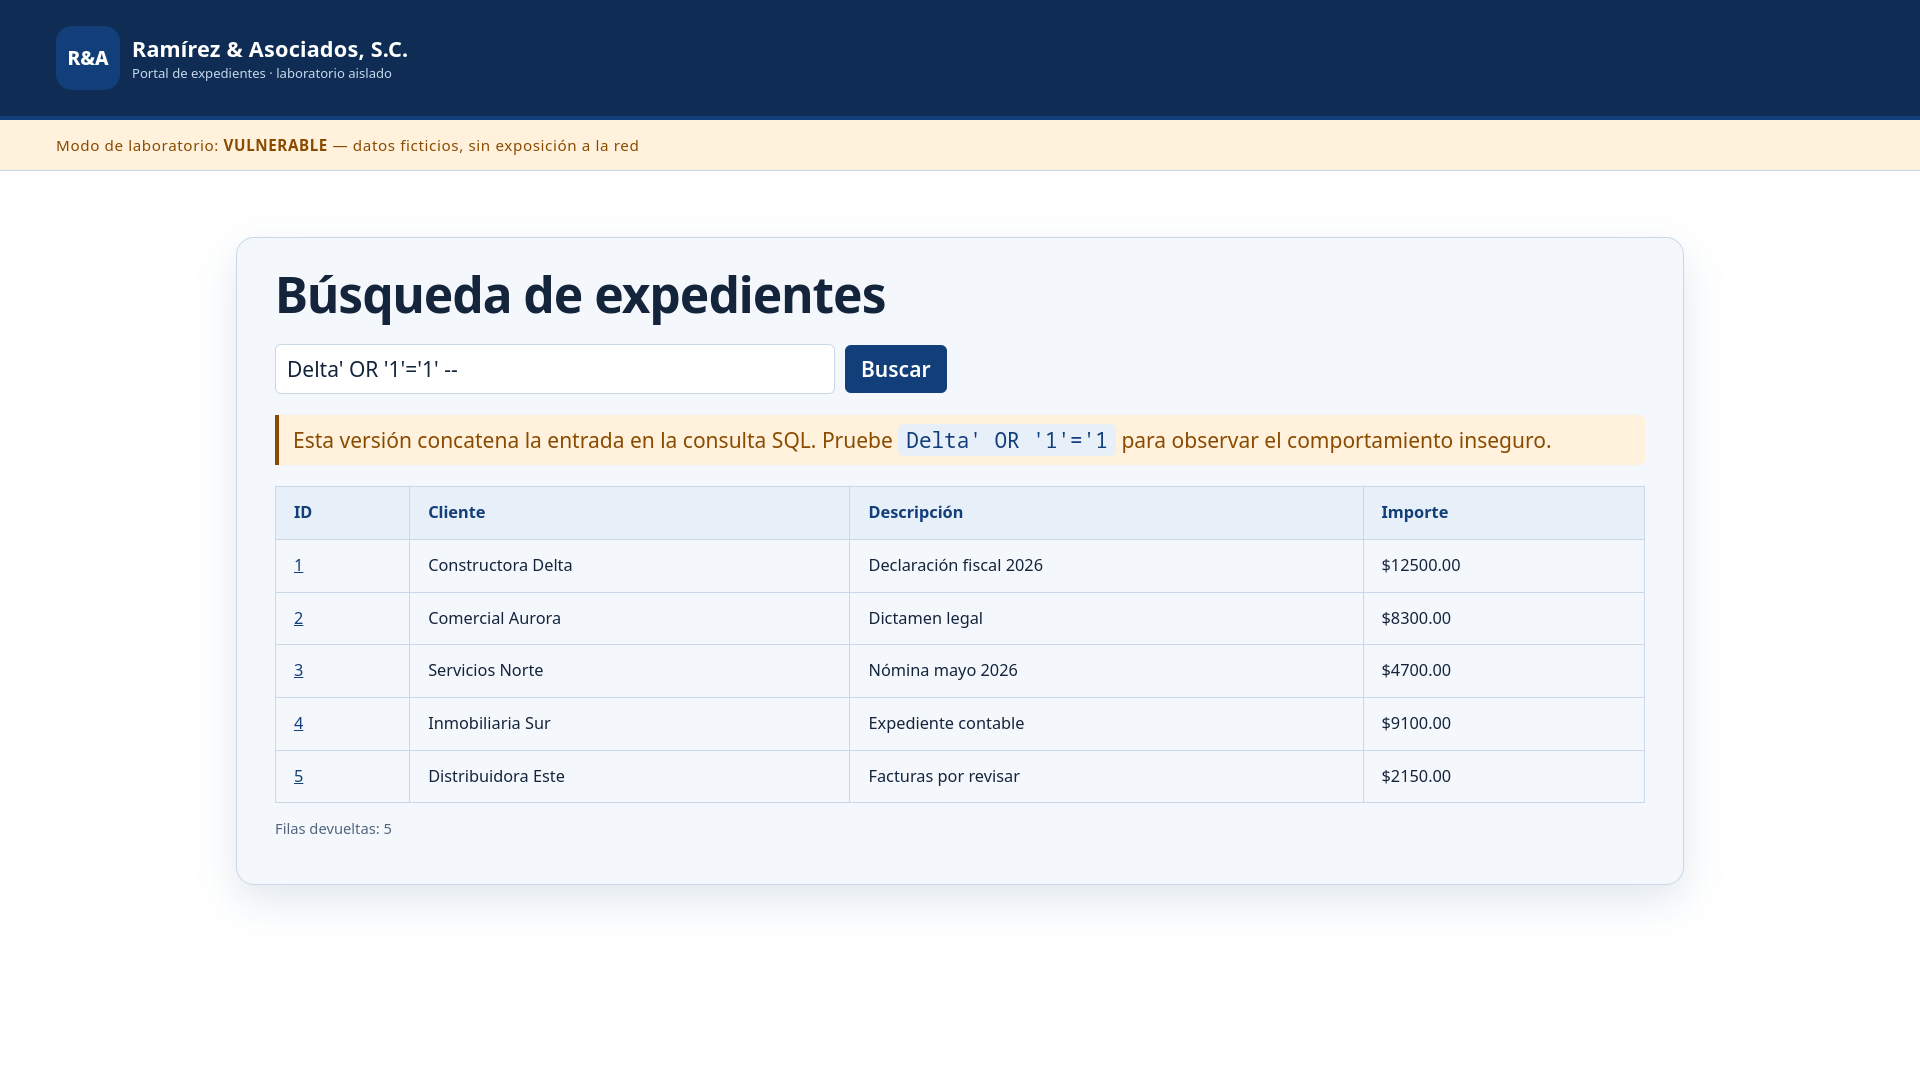 R&A
Ramírez & Asociados, S.C.
Portal de expedientes · laboratorio aislado
Modo de laboratorio: VULNERABLE — datos ficticios, sin exposición a la red
Búsqueda de expedientes
Delta' OR '1'='1' --
Buscar
Esta versión concatena la entrada en la consulta SQL. Pruebe Delta' OR '1'='1 para observar el comportamiento inseguro.
ID Cliente Descripción Importe
1 Constructora Delta Declaración fiscal 2026 $12500.00
2 Comercial Aurora Dictamen legal $8300.00
3 Servicios Norte Nómina mayo 2026 $4700.00
4 Inmobiliaria Sur Expediente contable $9100.00
5 Distribuidora Este Facturas por revisar $2150.00
Filas devueltas: 5